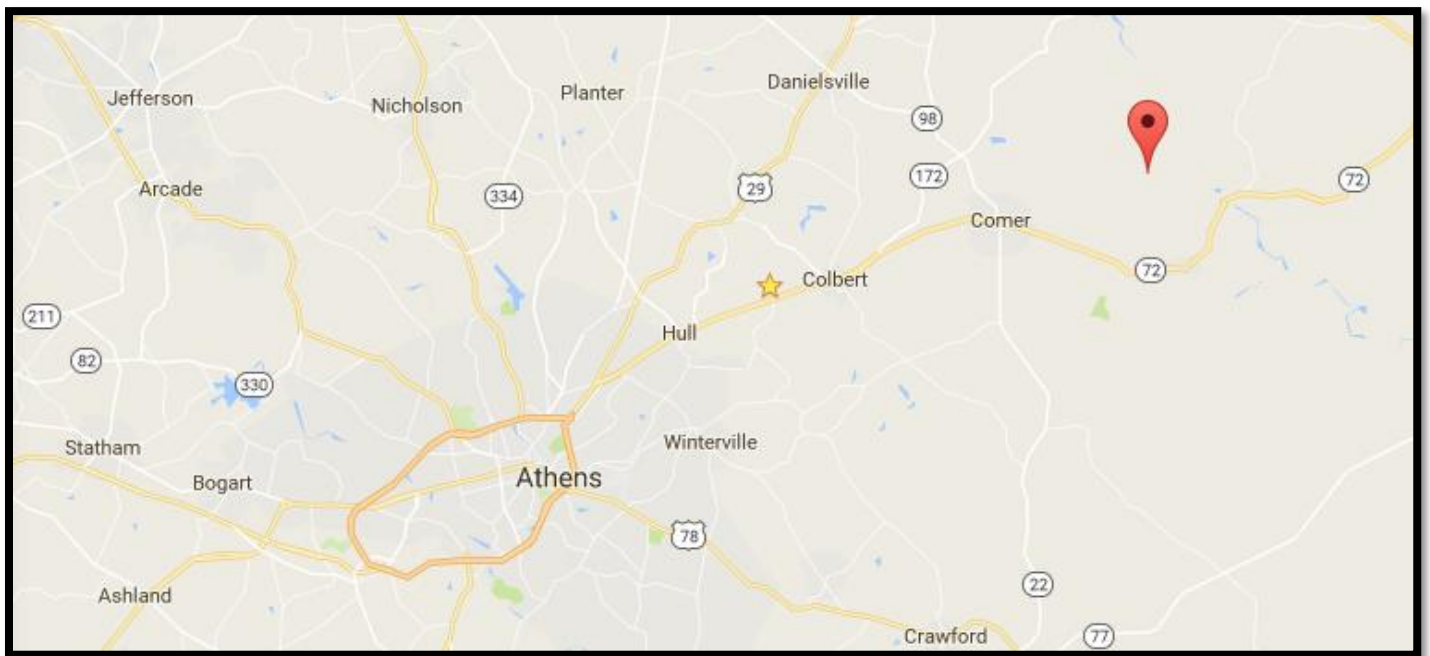 Danielsville
Planter
Jefferson
Nicholson
98
172
72
29
Arcade
334
Comer
72
Colbert
211
Hull
82
330
Winterville
Statham
Athens
Bogart
78
22
Ashland
Crawford
77